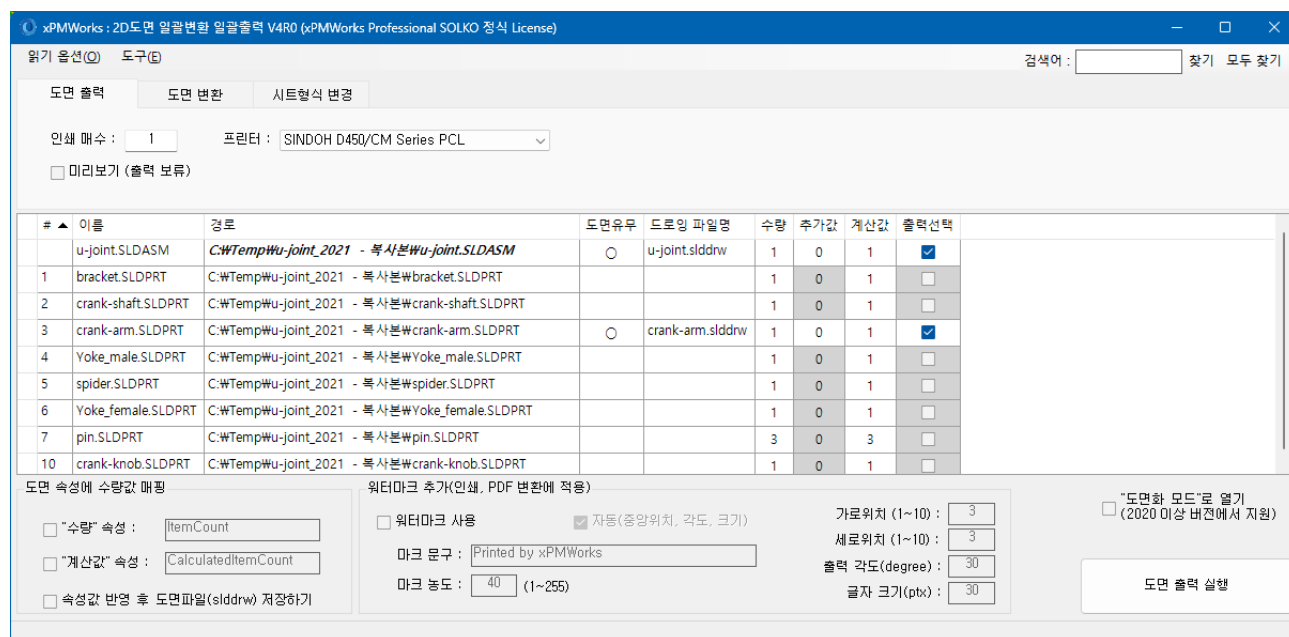 xPMWorks : 2D도면 일괄변환 일괄출력 V4R0 (xPMWorks Professional SOLKO 정식 License)
읽기 옵션(O) 도구(E) 검색어 : 찾기 모두 찾기
도면 출력 도면 변환 시트형식 변경
인쇄 매수 : 1 프린터 : SINDOH D450/CM Series PCL
미리보기 (출력 보류)
# 이름 경로 도면유무 드로잉 파일명 수량 추가값 계산값 출력선택
u-joint.SLDASM C:₩Temp₩u-joint_2021 - 복사본₩u-joint.SLDASM ○ u-joint.slddrw 1 0 1
1 bracket.SLDPRT C:₩Temp₩u-joint_2021 - 복사본₩bracket.SLDPRT 1 0 1
2 crank-shaft.SLDPRT C:₩Temp₩u-joint_2021 - 복사본₩crank-shaft.SLDPRT 1 0 1
3 crank-arm.SLDPRT C:₩Temp₩u-joint_2021 - 복사본₩crank-arm.SLDPRT ○ crank-arm.slddrw 1 0 1
4 Yoke_male.SLDPRT C:₩Temp₩u-joint_2021 - 복사본₩Yoke_male.SLDPRT 1 0 1
5 spider.SLDPRT C:₩Temp₩u-joint_2021 - 복사본₩spider.SLDPRT 1 0 1
6 Yoke_female.SLDPRT C:₩Temp₩u-joint_2021 - 복사본₩Yoke_female.SLDPRT 1 0 1
7 pin.SLDPRT C:₩Temp₩u-joint_2021 - 복사본₩pin.SLDPRT 3 0 3
10 crank-knob.SLDPRT C:₩Temp₩u-joint_2021 - 복사본₩crank-knob.SLDPRT 1 0 1
도면 속성에 수량값 매핑
"수량" 속성 : ItemCount
"계산값" 속성 : CalculatedItemCount
속성값 반영 후 도면파일(slddrw) 저장하기
워터마크 추가(인쇄, PDF 변환에 적용)
워터마크 사용 자동(중앙위치, 각도, 크기)
마크 문구 : Printed by xPMWorks
마크 농도 : 40 (1~255)
가로위치 (1~10) : 3
세로위치 (1~10) : 3
출력 각도(degree) : 30
글자 크기(ptx) : 30
"도면화 모드"로 열기
(2020 이상 버전에서 지원)
도면 출력 실행